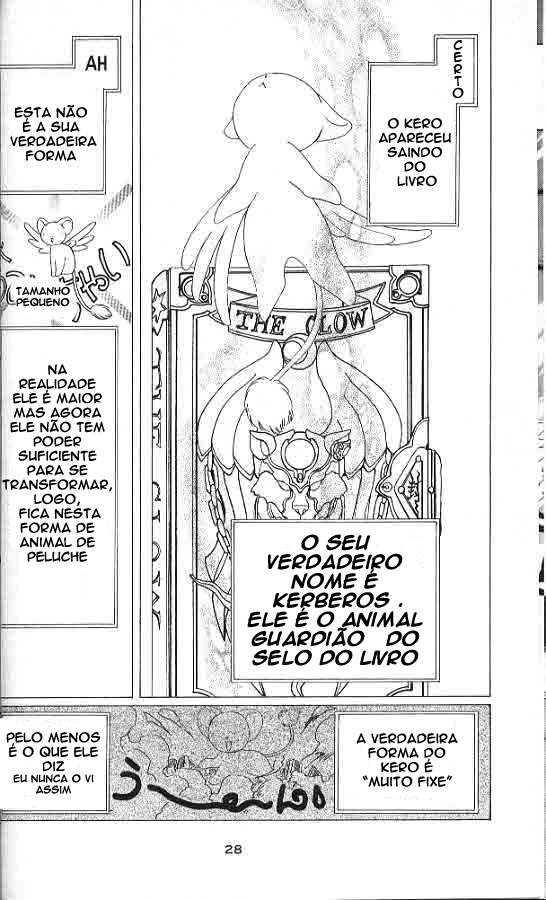 CERTO
O KERO
APARECEU
SAINDO
DO
LIVRO
THE CLOW
THE CLOW
O SEU
VERDADEIRO
NOME É
KERBEROS .
ELE É O ANIMAL
GUARDIÃO DO
SELO DO LIVRO
AH
ESTA NÃO
É A SUA
VERDADEIRA
FORMA
TAMANHO
PEQUENO
NA
REALIDADE
ELE É MAIOR
MAS AGORA
ELE NÃO TEM
PODER
SUFICIENTE
PARA SE
TRANSFORMAR,
LOGO,
FICA NESTA
FORMA DE
ANIMAL DE
PELUCHE
A VERDADEIRA
FORMA DO
KERO É
“MUITO FIXE”
PELO MENOS
É O QUE ELE
DIZ
EU NUNCA O VI
ASSIM
28